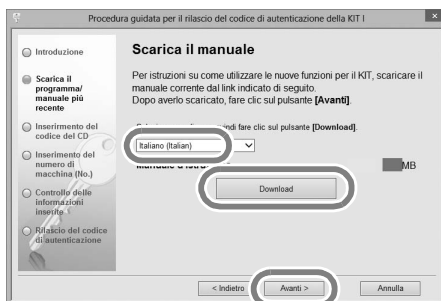 Procedura guidata per il rilascio del codice di autenticazione della KIT I
Introduzione
Scarica il
programma/
manuale più
recente
Inserirmento del
codice del CD
Inserimento del
numero di
macchina (No.)
Controllo delle
informazioni
inserite
Rilascio del codice
di autenticazione
Scarica il manuale
Per istruzioni su come utilizzare le nuove funzioni per il KIT, scaricare il
manuale corrente dal link indicato di seguito.
Dopo averlo scaricato, fare clic sul pulsante [Avanti].
fare clic sul pulsante [Download].
Italiano (Italian)
MB
Download
< Indietro
Avanti >
Annulla